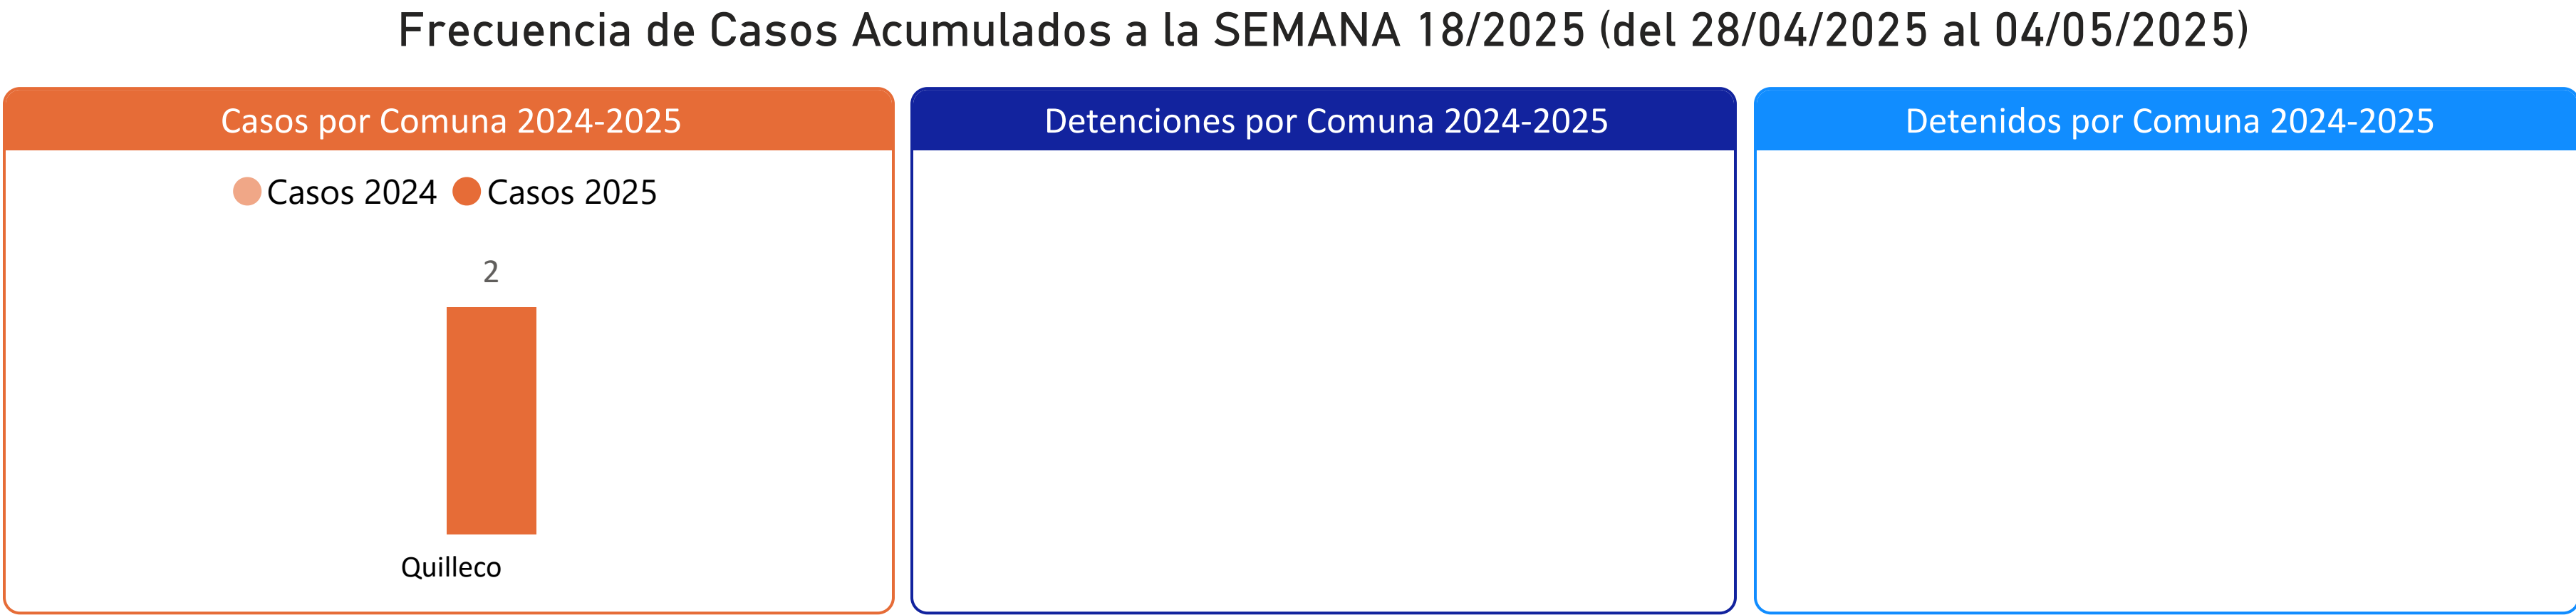 Frecuencia de Casos Acumulados a la SEMANA 18/2025 (del 28/04/2025 al 04/05/2025)
Casos por Comuna 2024-2025
Casos 2024 Casos 2025
2
Quilleco
Detenciones por Comuna 2024-2025
Detenidos por Comuna 2024-2025